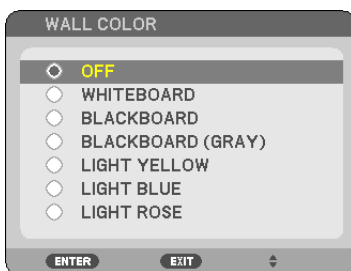 WALL COLOR
OFF
WHITEBOARD
BLACKBOARD
BLACKBOARD (GRAY)
LIGHT YELLOW
LIGHT BLUE
LIGHT ROSE
ENTER EXIT